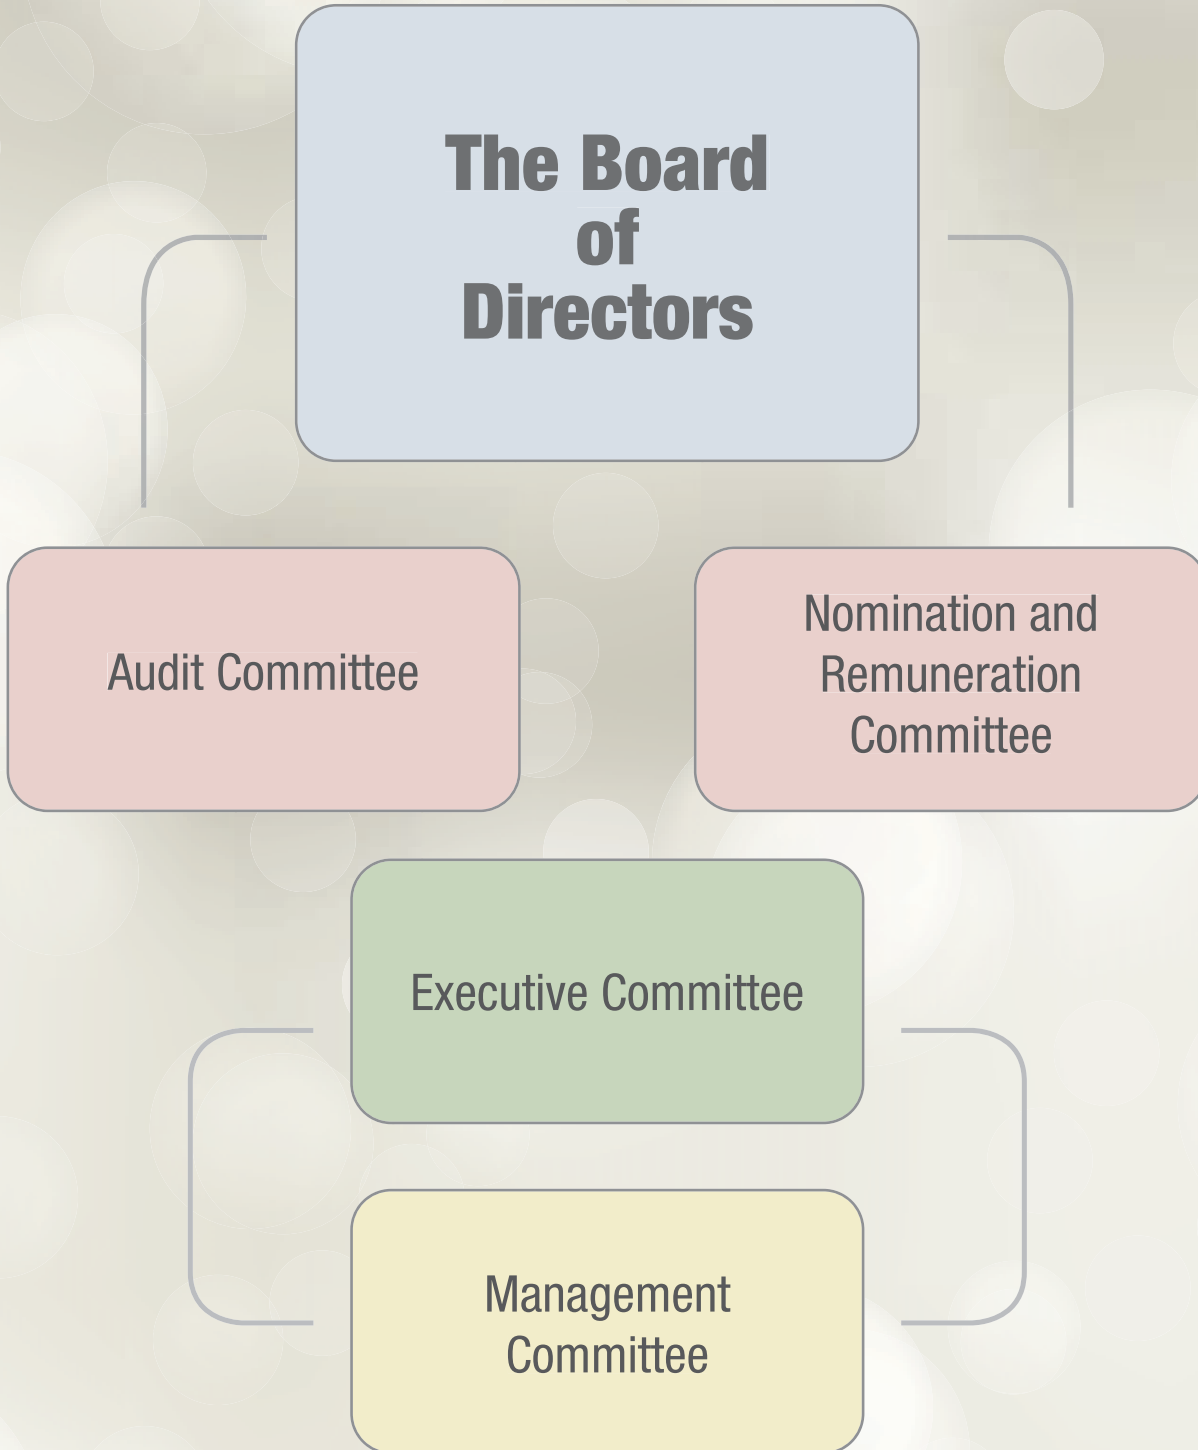 The Board
of
Directors
Audit Committee
Nomination and
Remuneration
Committee
Executive Committee
Management
Committee